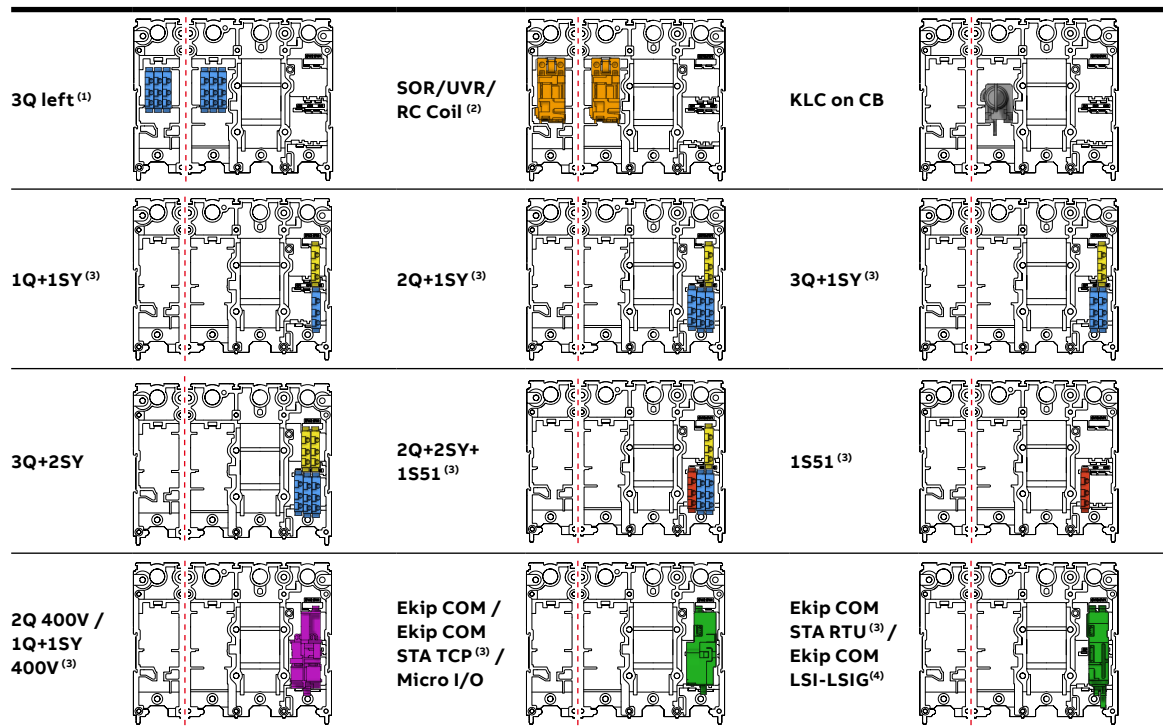 3Q left (1)
SOR/UVR/
RC Coil (2)
KLC on CB
1Q+1SY (3)
2Q+1SY (3)
3Q+1SY (3)
3Q+2SY
2Q+2SY+
1S51 (3)
1S51 (3)
2Q 400V /
1Q+1SY
400V (3)
Ekip COM /
Ekip COM
STA TCP (3) /
Micro I/O
Ekip COM
STA RTU (3) /
Ekip COM
LSI-LSIG(4)